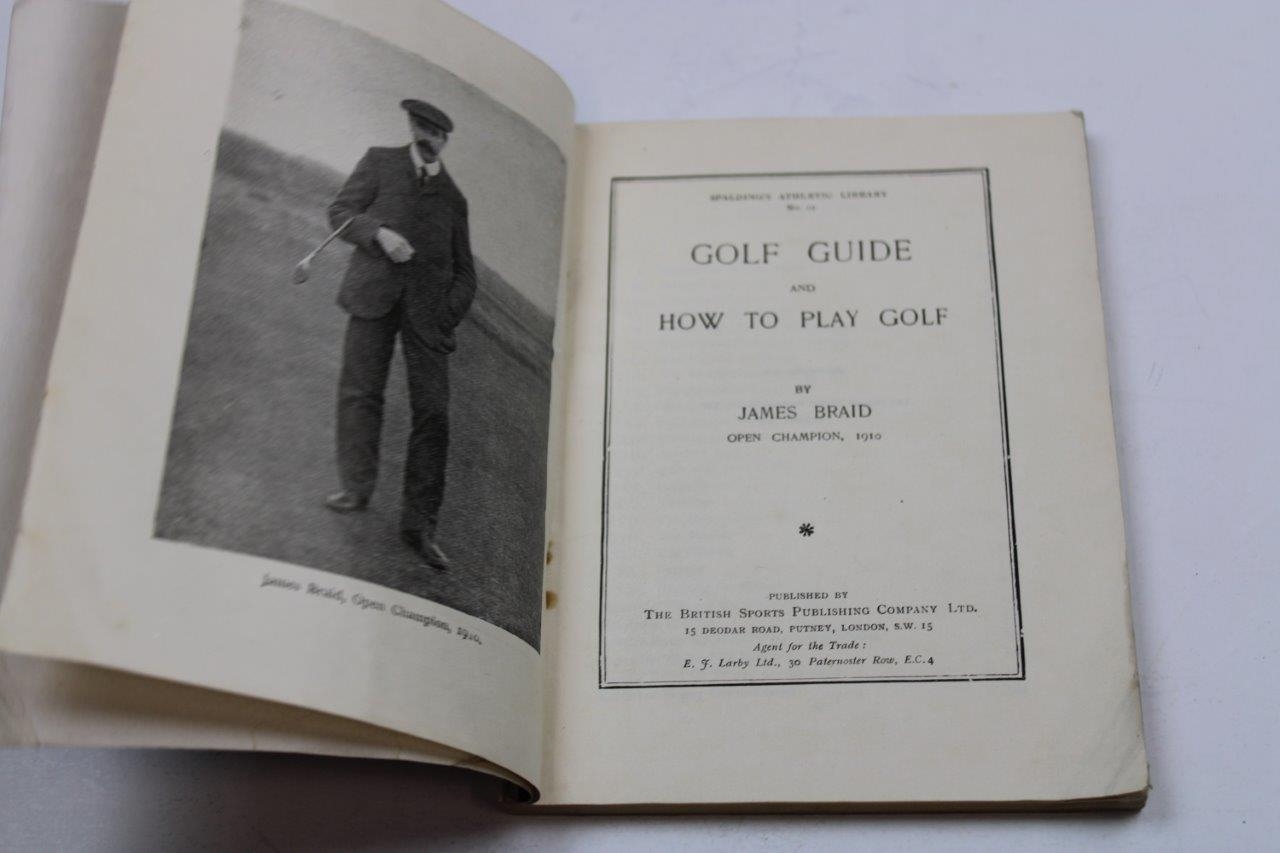 James Braid, Open Champion, 1910.
SPALDING'S ATHLETIC LIBRARY
No. 12
GOLF GUIDE
AND
HOW TO PLAY GOLF
BY
JAMES BRAID
OPEN CHAMPION, 1910
*
PUBLISHED BY
THE BRITISH SPORTS PUBLISHING COMPANY LTD.
15 DEODAR ROAD, PUTNEY, LONDON, S.W. 15
Agent for the Trade:
E. J. Larby Ltd., 30 Paternoster Row, E.C.4